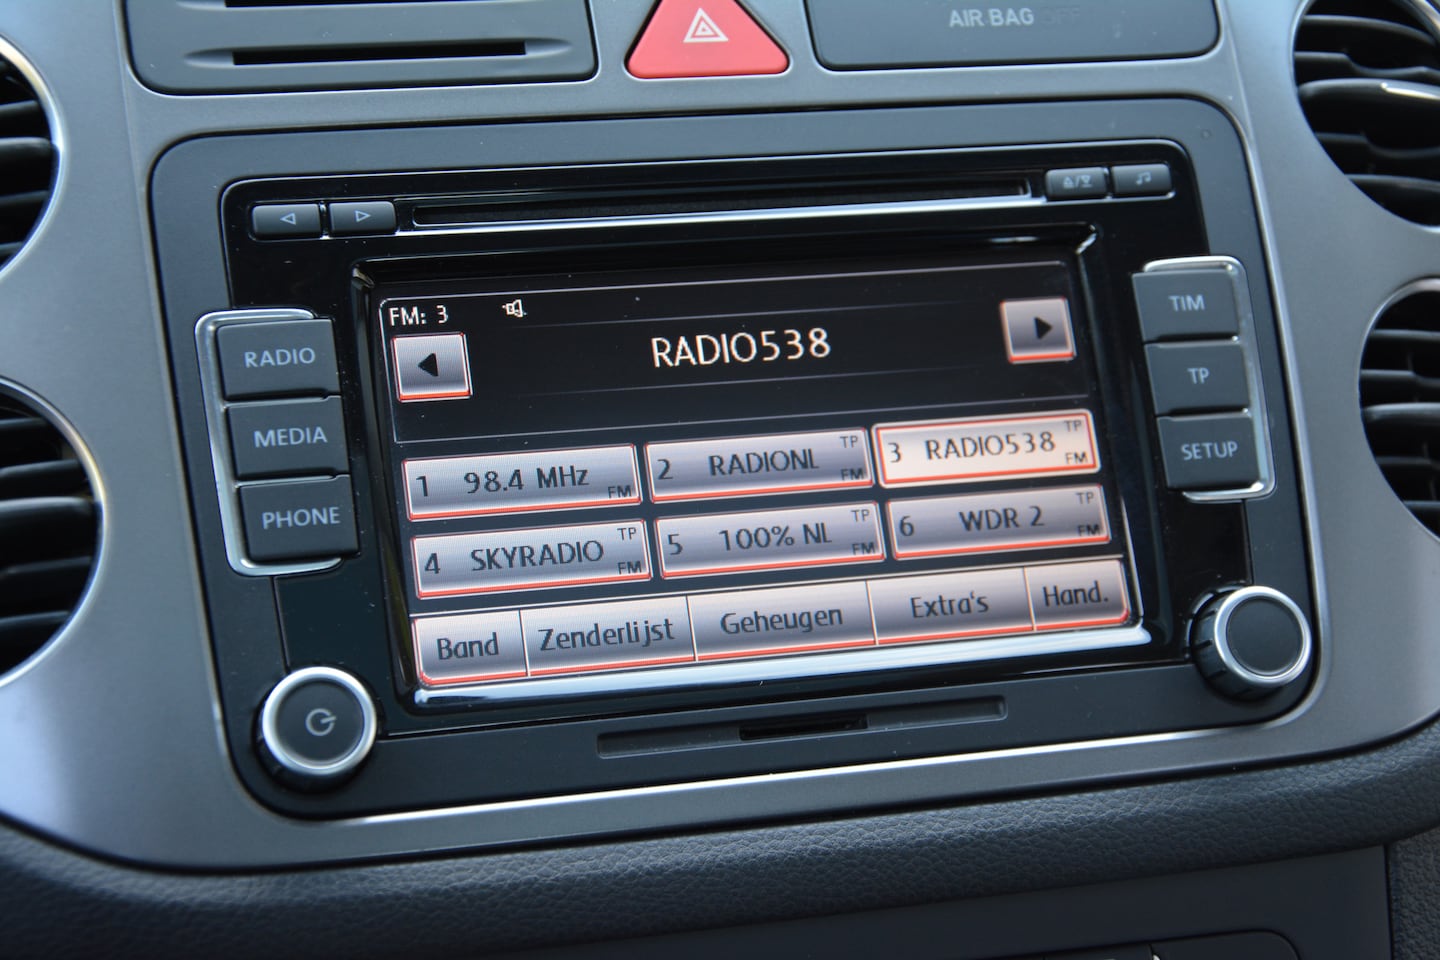 AIR BAG OFF
FM: 3
RADIO538
RADIO
MEDIA
PHONE
TIM
TP
SETUP
1 98.4 MHz FM
2 RADIONL TP FM
3 RADIO538 TP FM
4 SKYRADIO TP FM
5 100% NL TP FM
6 WDR 2 TP FM
Band Zenderlijst Geheugen Extra's Hand.